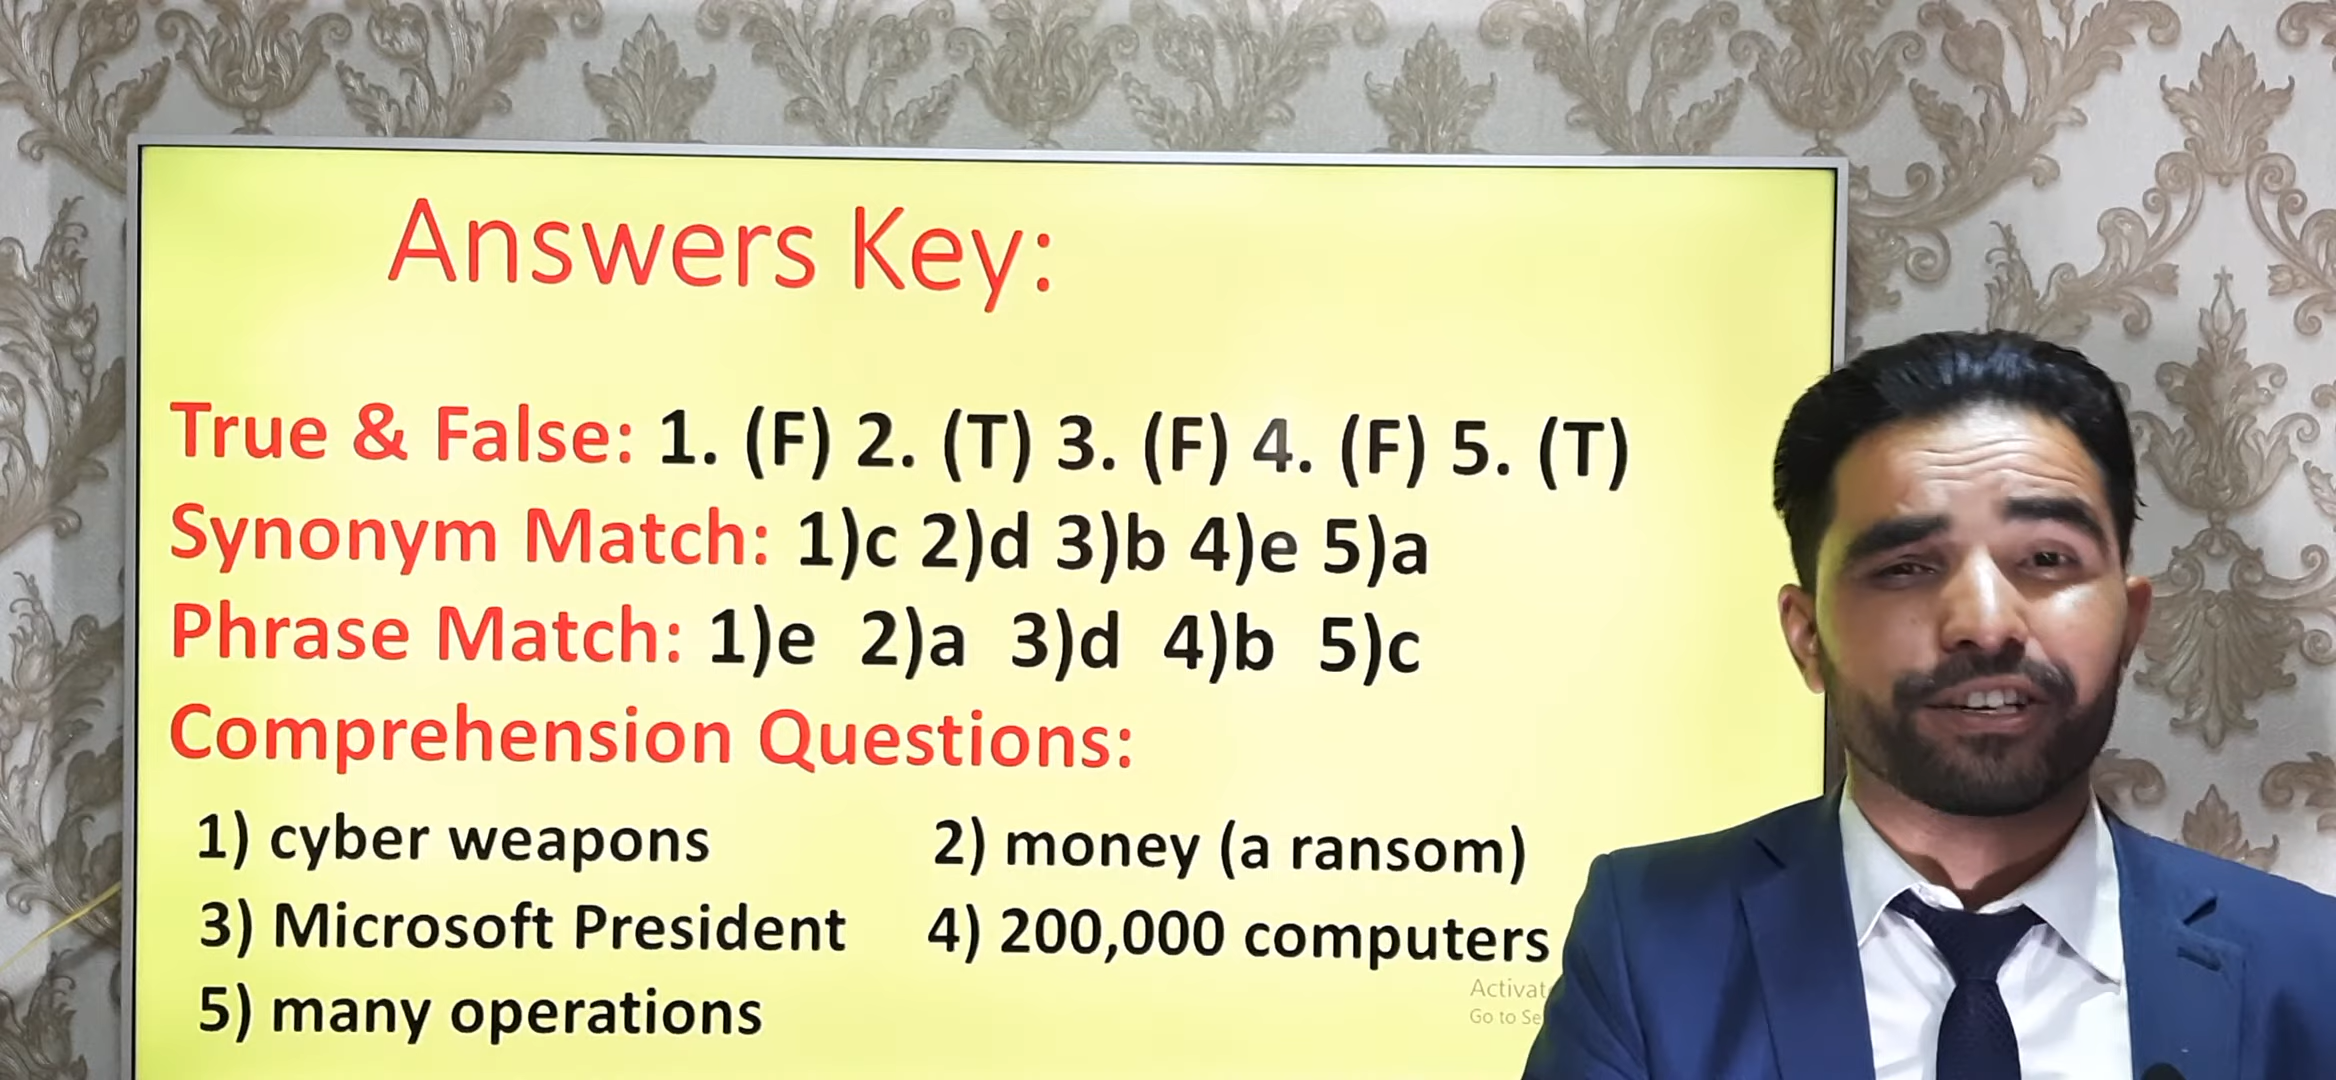 Answers Key:
True & False: 1. (F) 2. (T) 3. (F) 4. (F) 5. (T)
Synonym Match: 1)c 2)d 3)b 4)e 5)a
Phrase Match: 1)e 2)a 3)d 4)b 5)c
Comprehension Questions:
1) cyber weapons 2) money (a ransom)
3) Microsoft President 4) 200,000 computers
5) many operations
Go to